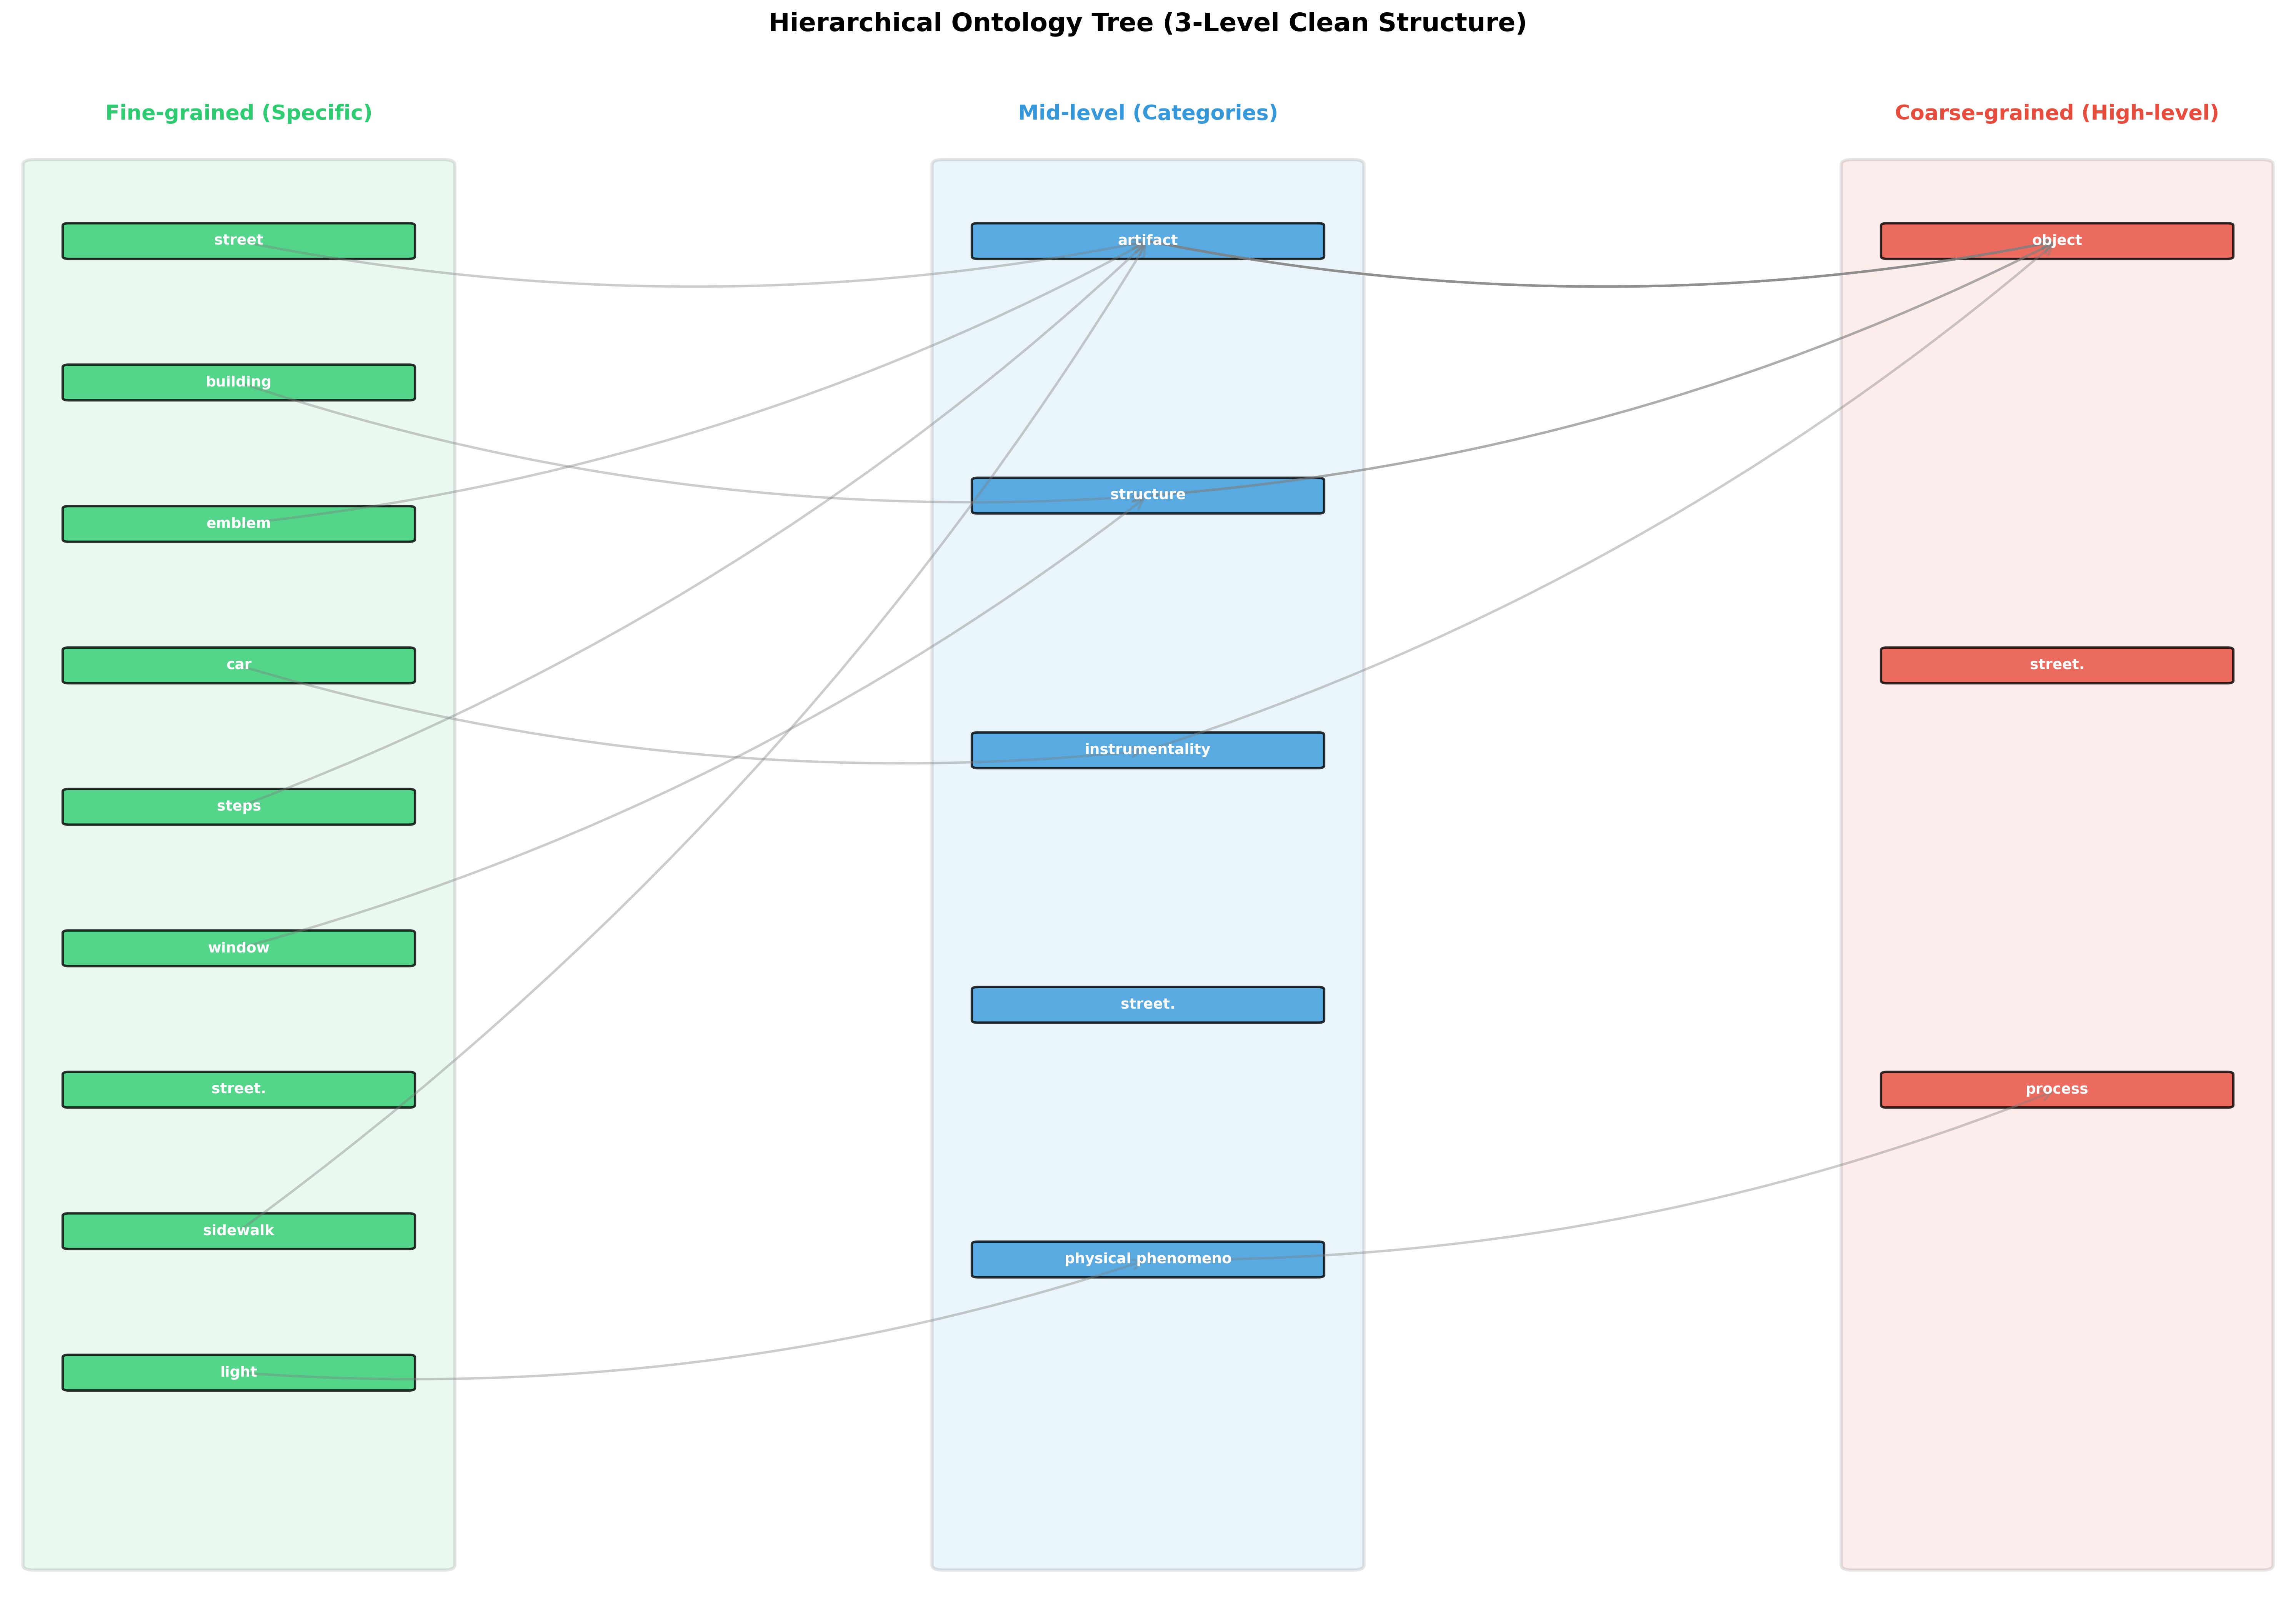 Hierarchical Ontology Tree (3-Level Clean Structure)
Fine-grained (Specific)
street
building
emblem
car
steps
window
street.
sidewalk
light
Mid-level (Categories)
artifact
structure
instrumentality
street.
physical phenomeno
Coarse-grained (High-level)
object
street.
process